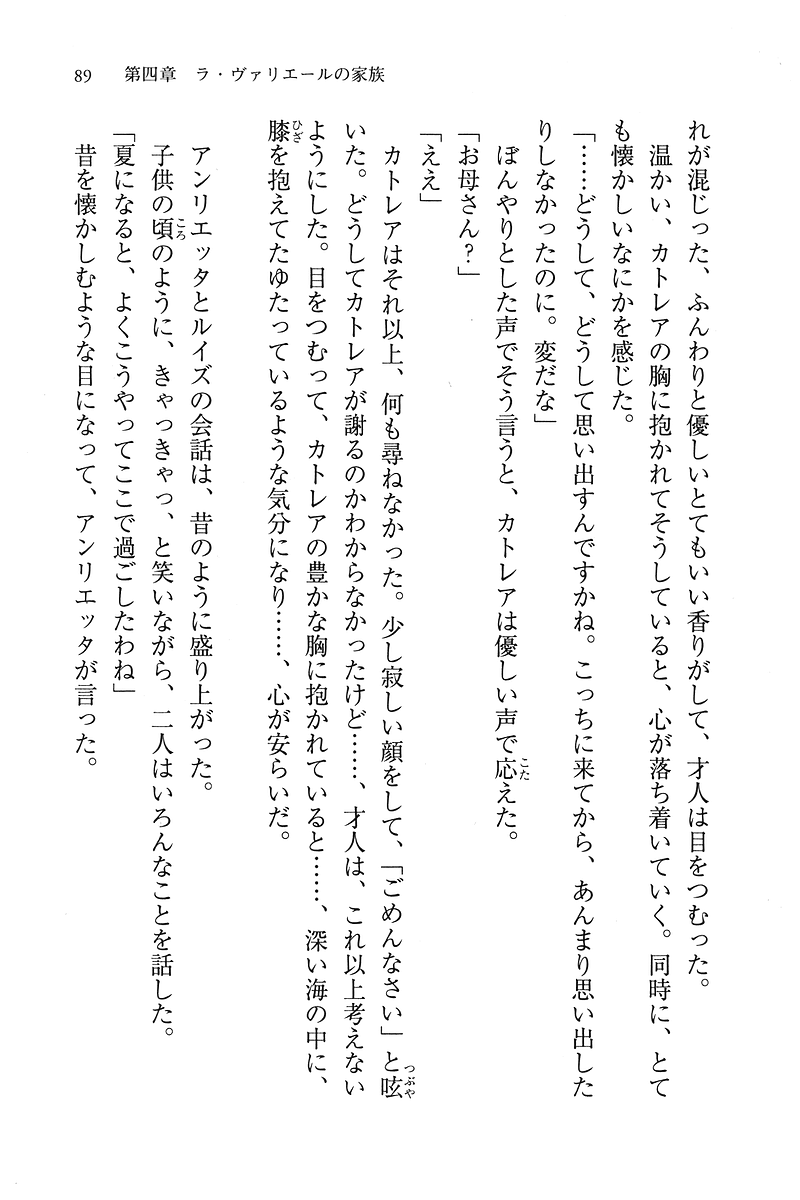 89　第四章　ラ・ヴァリエールの家族
れが混じった、ふんわりと優しいとてもいい香りがして、才人は目をつむった。
　温かい、カトレアの胸に抱かれてそうしていると、心が落ち着いていく。同時に、とて
も懐かしいなにかを感じた。
「……どうして、どうして思い出すんですかね。こっちに来てから、あんまり思い出した
りしなかったのに。変だな」
　ぼんやりとした声でそう言うと、カトレアは優しい声で応えた。
「お母さん？」
「ええ」
　カトレアはそれ以上、何も尋ねなかった。少し寂しい顔をして、「ごめんなさい」と呟
いた。どうしてカトレアが謝るのかわからなかったけど……、才人は、これ以上考えない
ようにした。目をつむって、カトレアの豊かな胸に抱かれていると……、深い海の中に、
膝を抱えてたゆたっているような気分になり……、心が安らいだ。
　アンリエッタとルイズの会話は、昔のように盛り上がった。
　子供の頃のように、きゃっきゃっ、と笑いながら、二人はいろんなことを話した。
「夏になると、よくこうやってここで過ごしたわね」
　昔を懐かしむような目になって、アンリエッタが言った。